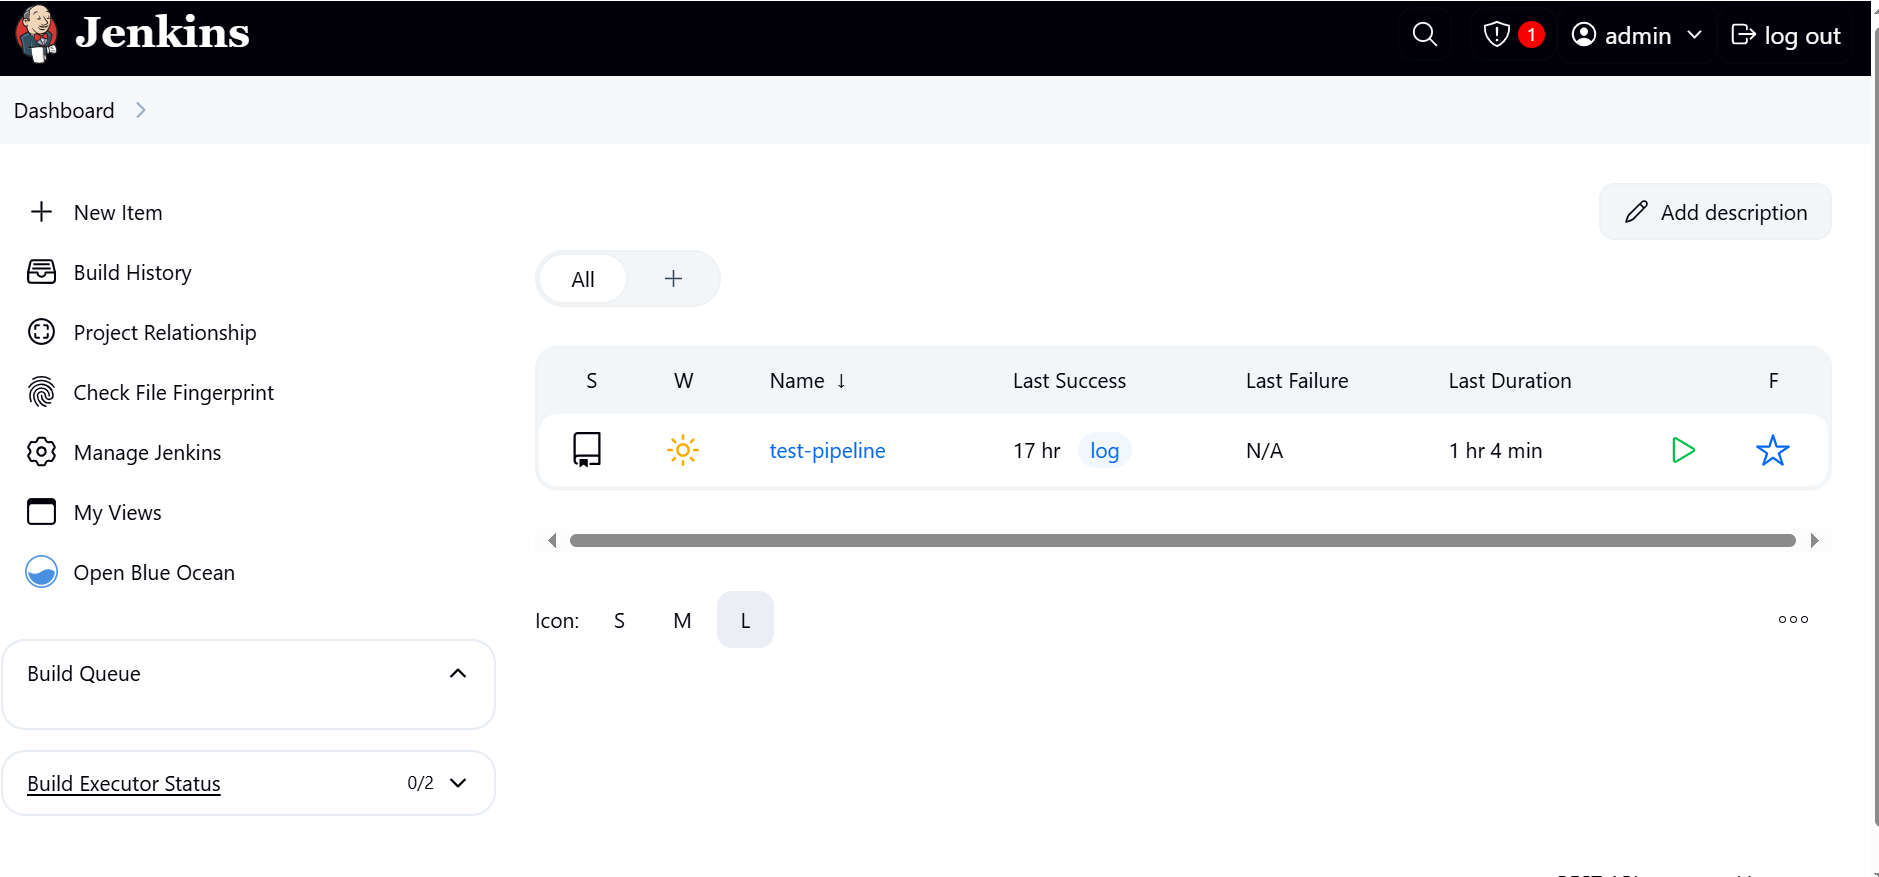 Jenkins
1
admin
log out
Dashboard
New Item
Build History
Project Relationship
Check File Fingerprint
Manage Jenkins
My Views
Open Blue Ocean
Build Queue
Build Executor Status 0/2
Add description
All
S W Name ↓ Last Success Last Failure Last Duration F
test-pipeline 17 hr log N/A 1 hr 4 min
Icon: S M L